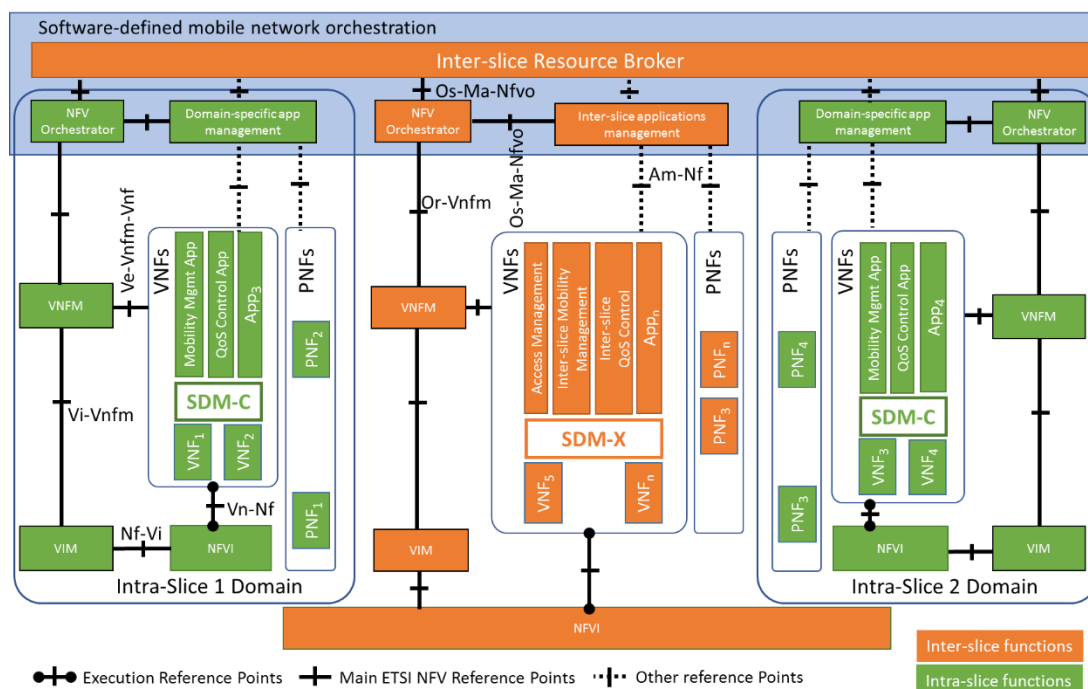 Software-defined mobile network orchestration
Inter-slice Resource Broker
Os-Ma-Nfvo
NFV
Orchestrator
Domain-specific app
management
NFV
Orchestrator
Inter-slice applications
management
Domain-specific app
management
NFV
Orchestrator
Os-Ma-Nfvo
Am-Nf
Or-Vnfm
Ve-Vnfm-Vnf
VNFs
Mobility Mgmt App
QoS Control App
App3
PNFs
PNF2
PNF1
VNFM
SDM-C
VNF1
VNF2
Vi-Vnfm
Vn-Nf
Nf-Vi
VIM
NFVI
Intra-Slice 1 Domain
VNFM
VNFs
Access Management
Inter-slice Mobility
Management
Inter-slice
QoS Control
Appn
PNFs
PNFn
PNF3
SDM-X
VNF5
VNFn
VIM
NFVI
PNFs
PNF4
PNF3
VNFs
Mobility Mgmt App
QoS Control App
App4
VNFM
SDM-C
VNF3
VNF4
NFVI
VIM
Intra-Slice 2 Domain
Inter-slice functions
Intra-slice functions
Execution Reference Points
Main ETSI NFV Reference Points
Other reference Points